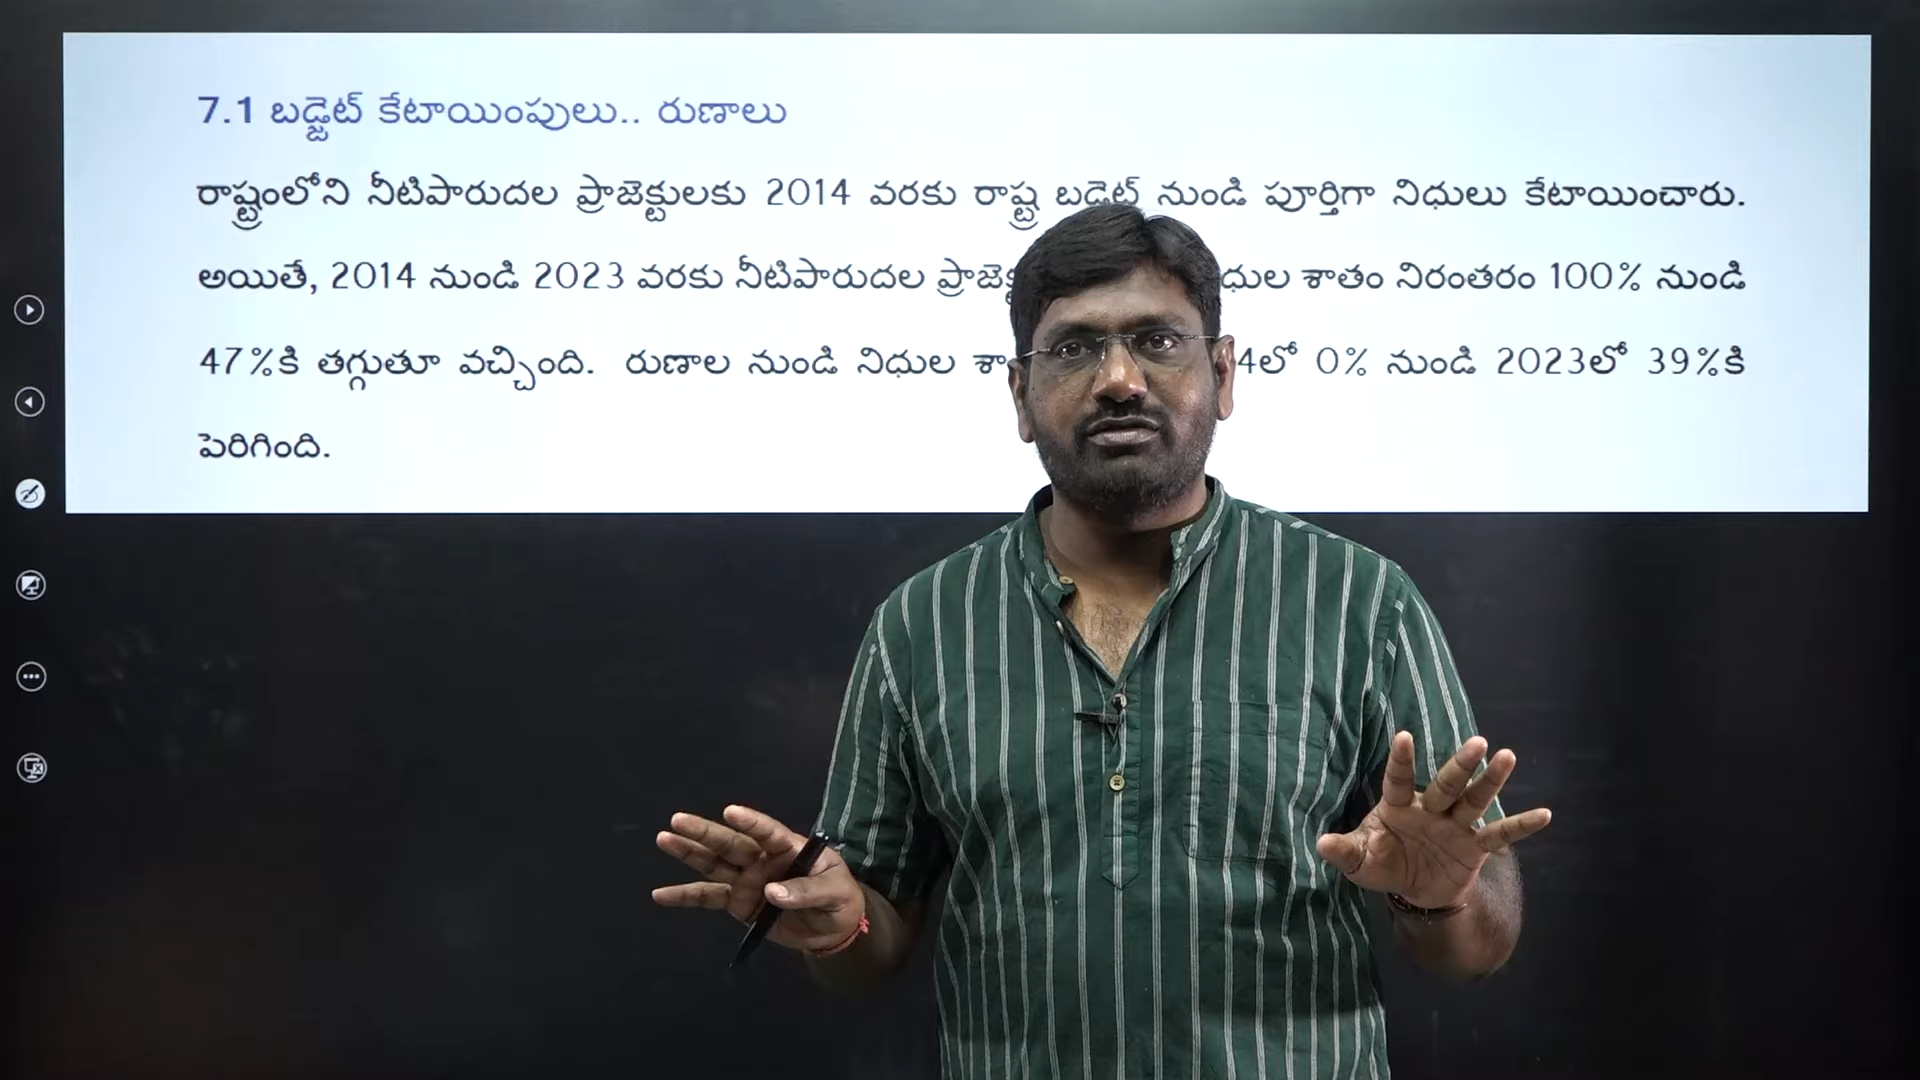 7.1 బడ్జెట్ కేటాయింపులు.. రుణాలు
రాష్ట్రంలోని నీటిపారుదల ప్రాజెక్టులకు 2014 వరకు రాష్ట్ర బడ్జెట్ నుండి పూర్తిగా నిధులు కేటాయించారు.
అయితే, 2014 నుండి 2023 వరకు నీటిపారుదల శాతం నిరంతరం 100% నుండి
47%కి తగ్గుతూ వచ్చింది. రుణాల నుండి నిధుల 0% నుండి 2023లో 39%కి
పెరిగింది.